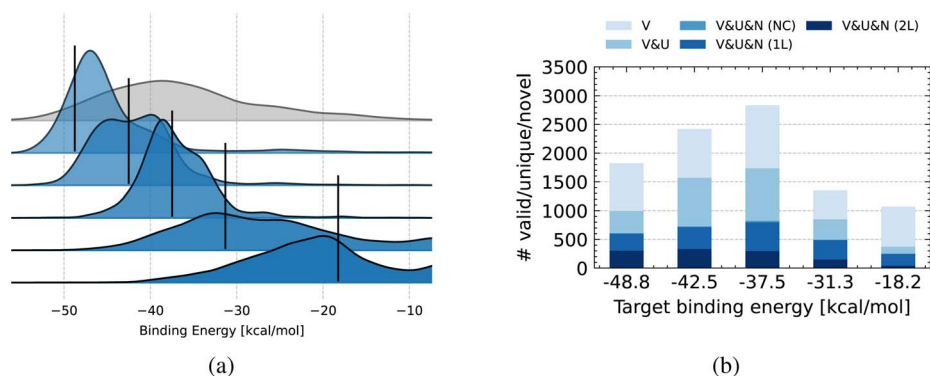 −50
−40
−30
−20
−10
Binding Energy [kcal/mol]
(a)
V
V&U
V&U&N (NC)
V&U&N (1L)
V&U&N (2L)
# valid/unique/novel
3500
3000
2500
2000
1500
1000
500
0
-48.8
-42.5
-37.5
-31.3
-18.2
Target binding energy [kcal/mol]
(b)